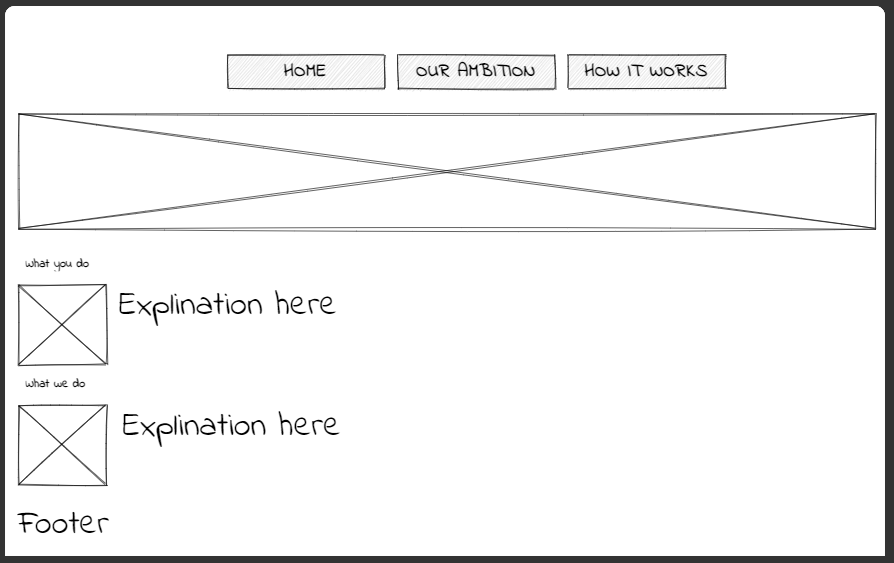 HOME
OUR AMBITION
HOW IT WORKS
what you do
Explination here
what we do
Explination here
Footer